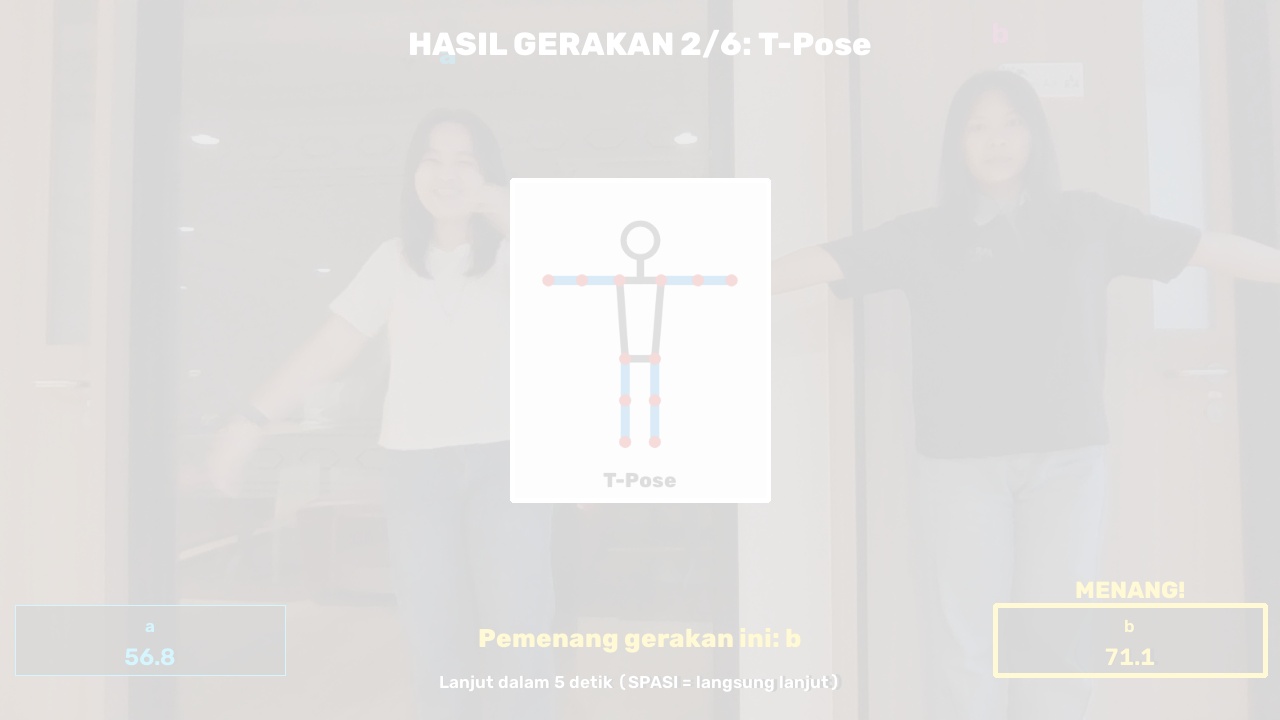 HASIL GERAKAN 2/6: T-Pose
a
b
T-Pose
MENANG!
a
56.8
b
71.1
Pemenang gerakan ini: b
Lanjut dalam 5 detik (SPASI = langsung lanjut)